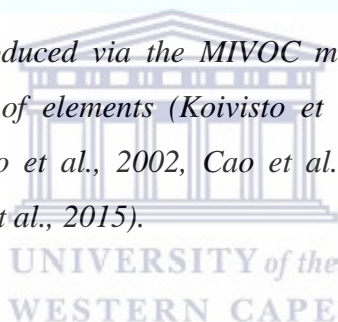 oduced via the MIVOC m
of elements (Koivisto et
o et al., 2002, Cao et al.
t al., 2015).
UNIVERSITY of the
WESTERN CAPE